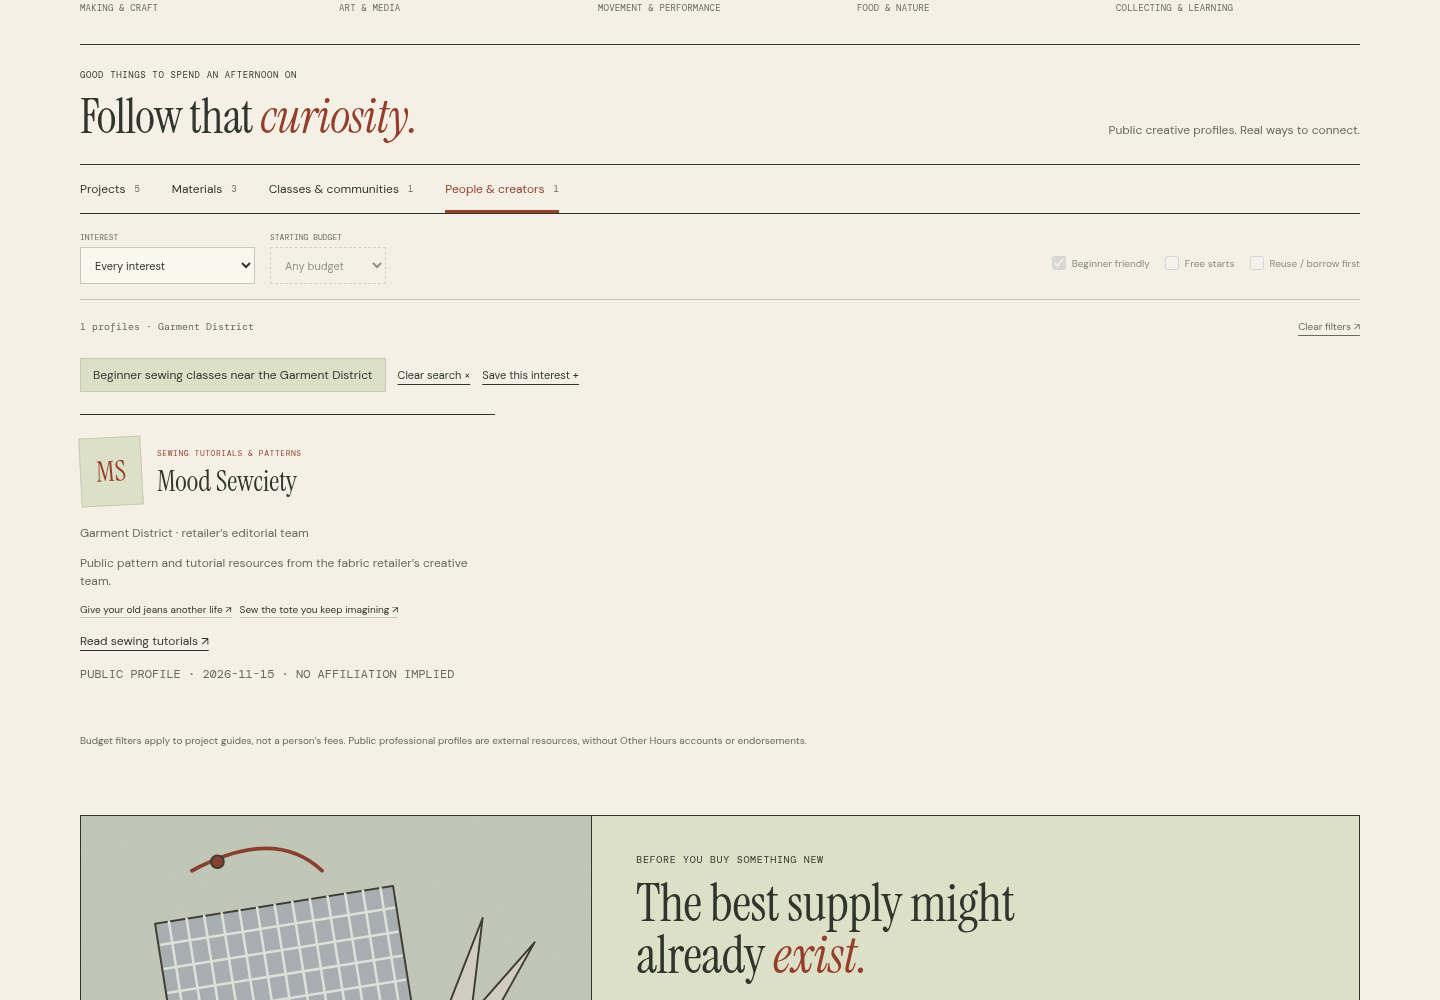 MAKING & CRAFT
ART & MEDIA
MOVEMENT & PERFORMANCE
FOOD & NATURE
COLLECTING & LEARNING
GOOD THINGS TO SPEND AN AFTERNOON ON
Follow that curiosity.
Public creative profiles. Real ways to connect.
Projects 5
Materials 3
Classes & communities 1
People & creators 1
INTEREST
STARTING BUDGET
Every interest
Any budget
Beginner friendly
Free starts
Reuse / borrow first
1 profiles · Garment District
Clear filters ↗
Beginner sewing classes near the Garment District
Clear search ×
Save this interest +
MS
SEWING TUTORIALS & PATTERNS
Mood Sewciety
Garment District · retailer’s editorial team
Public pattern and tutorial resources from the fabric retailer’s creative
team.
Give your old jeans another life ↗
Sew the tote you keep imagining ↗
Read sewing tutorials ↗
PUBLIC PROFILE · 2026-11-15 · NO AFFILIATION IMPLIED
Budget filters apply to project guides, not a person’s fees. Public professional profiles are external resources, without Other Hours accounts or endorsements.
BEFORE YOU BUY SOMETHING NEW
The best supply might
already exist.